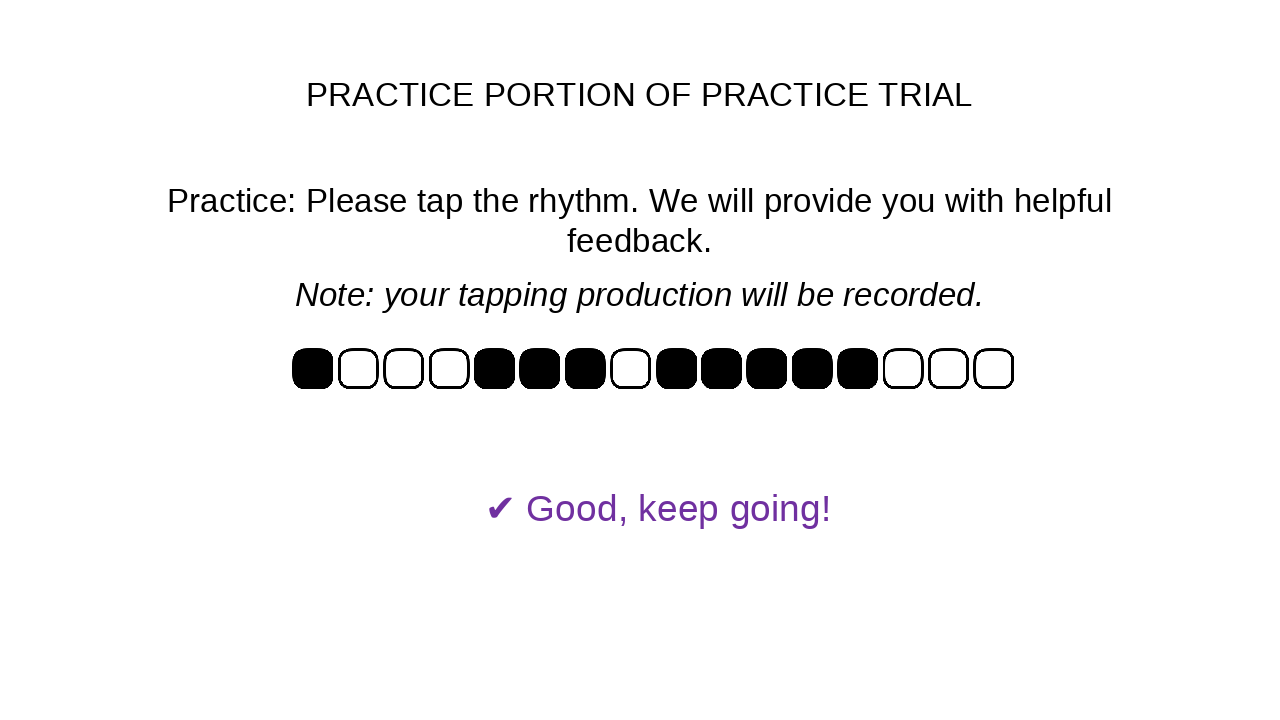 PRACTICE PORTION OF PRACTICE TRIAL
Practice: Please tap the rhythm. We will provide you with helpful
feedback.
Note: your tapping production will be recorded.
✔ Good, keep going!